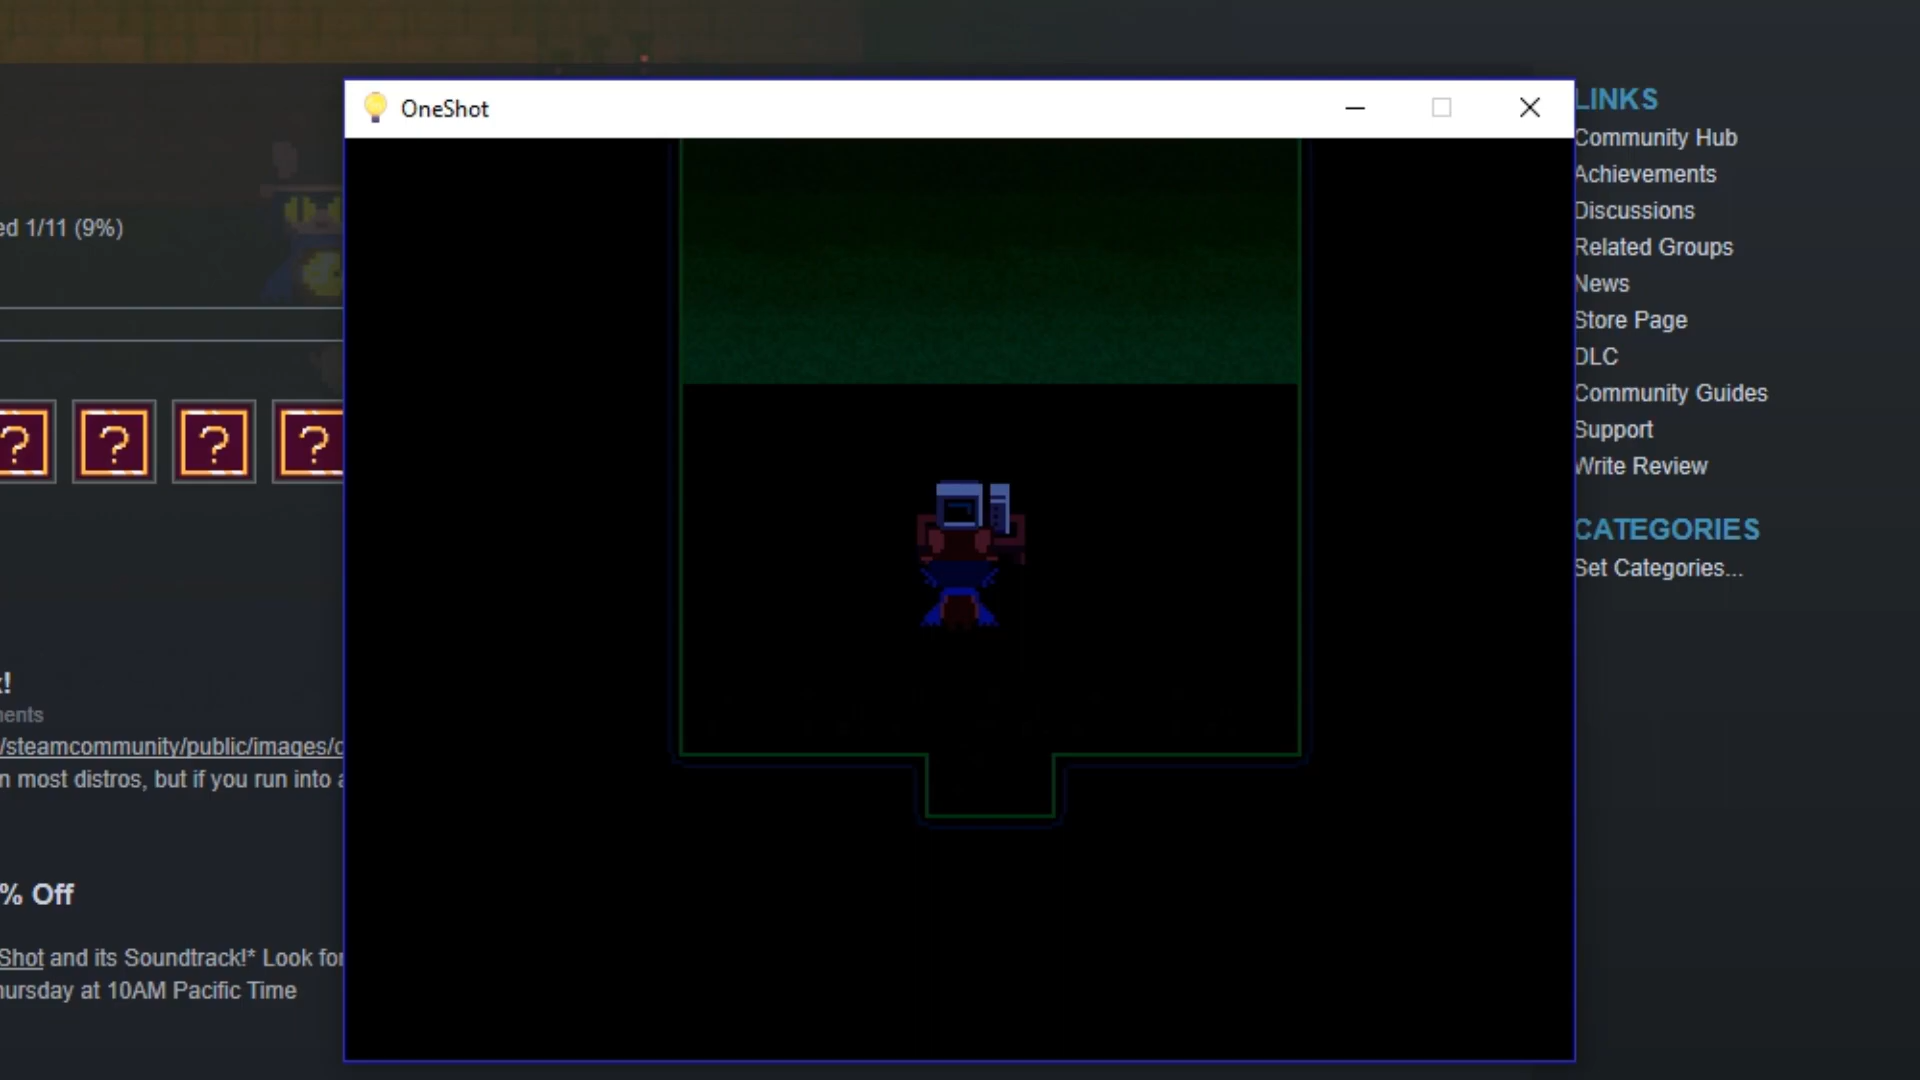 OneShot
LINKS
Community Hub
Achievements
Discussions
Related Groups
News
Store Page
DLC
Community Guides
Support
Write Review
CATEGORIES
Set Categories...
ed 1/11 (9%)
?
?
?
?
!
ments
/steamcommunity/public/images/c
n most distros, but if you run into a
% Off
Shot and its Soundtrack!* Look for
hursday at 10AM Pacific Time